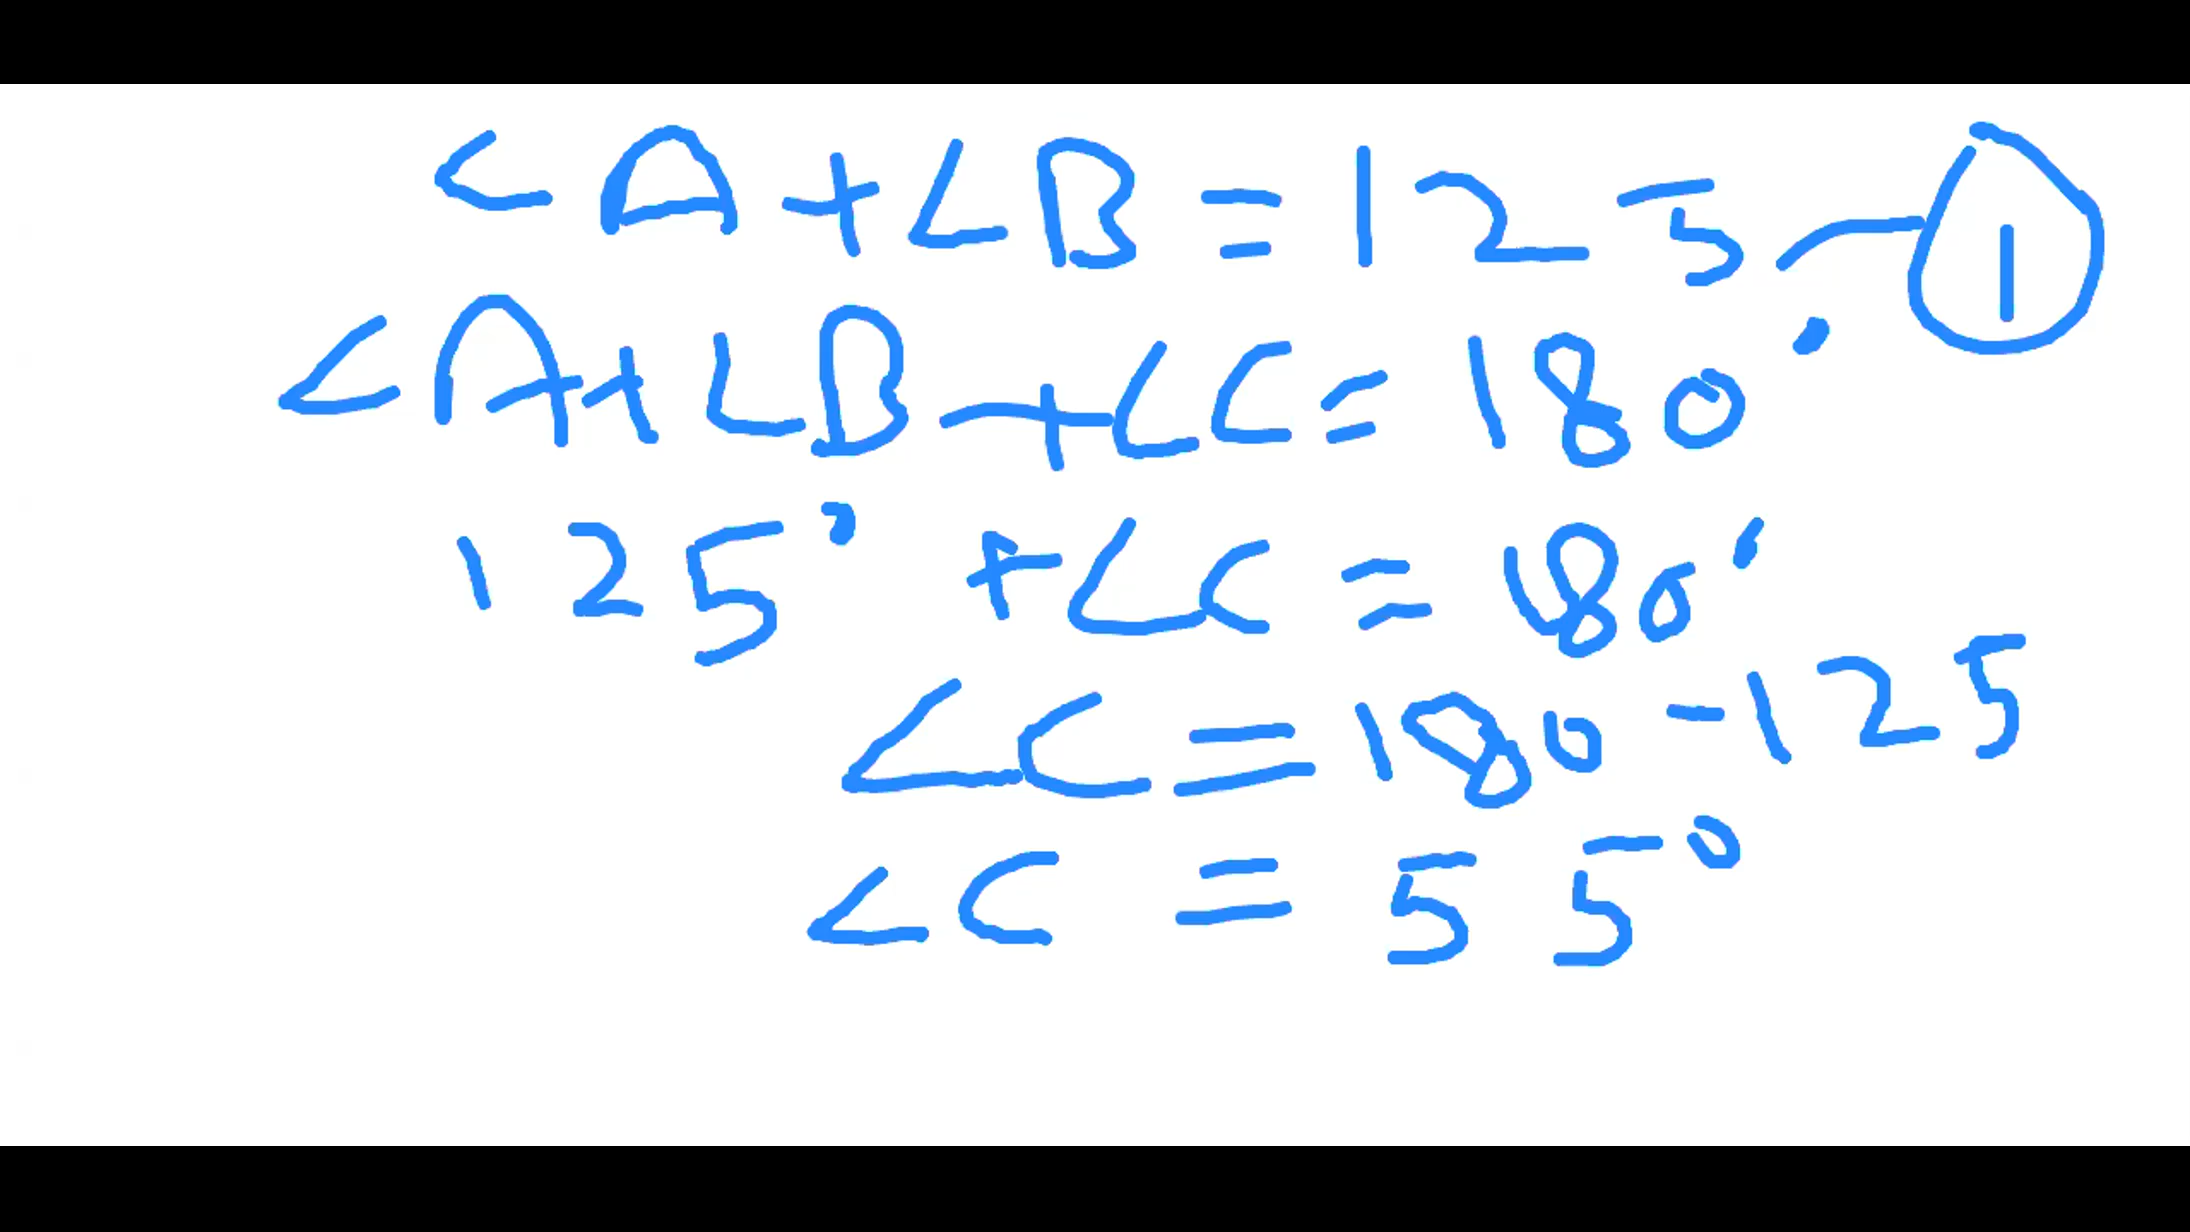 ∠A+∠B=125 — ①
∠A+∠B+∠C=180°
125° +∠C=180°
∠C=180-125
∠C = 55°